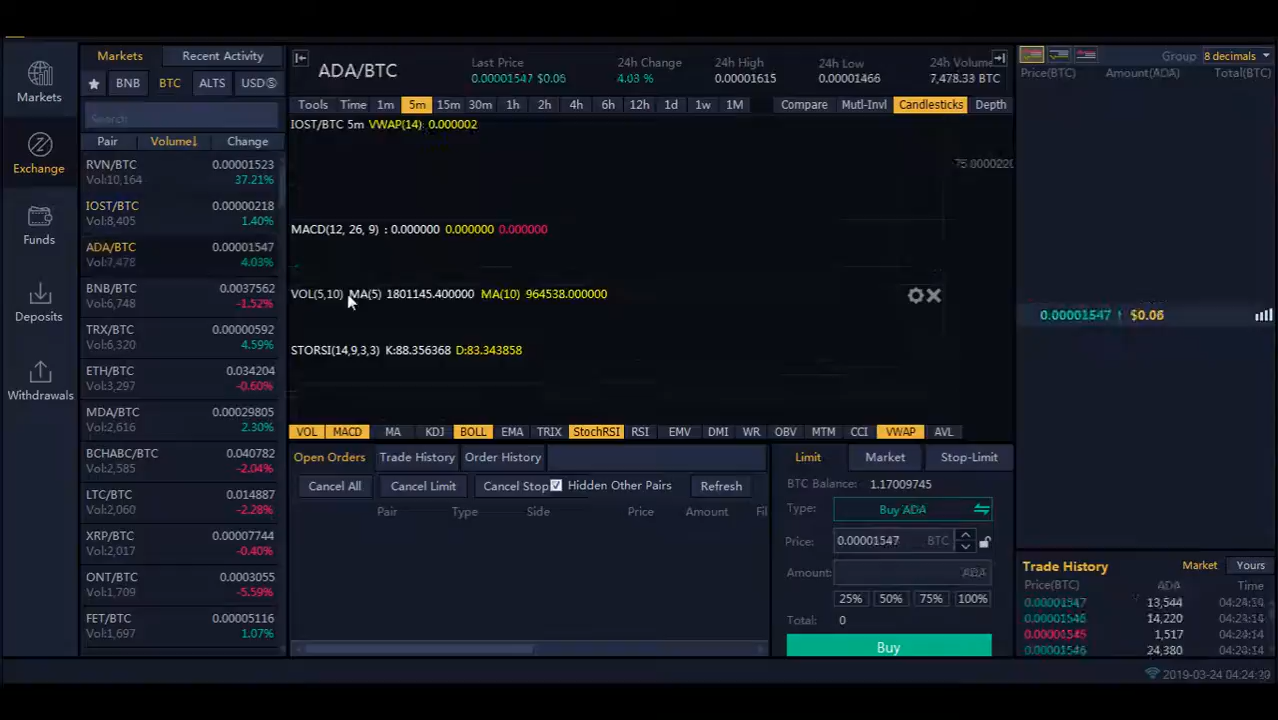 Markets
Exchange
Funds
Deposits
Withdrawals
Markets Recent Activity
BNB BTC ALTS USDⓈ
Search
Pair Volume↓ Change
RVN/BTC 0.00001523
Vol:10,164 37.21%
IOST/BTC 0.00000218
Vol:8,405 1.40%
ADA/BTC 0.00001547
Vol:7,478 4.03%
BNB/BTC 0.0037562
Vol:6,748 -1.52%
TRX/BTC 0.00000592
Vol:6,320 4.59%
ETH/BTC 0.034204
Vol:3,297 -0.60%
MDA/BTC 0.00029805
Vol:2,616 2.30%
BCHABC/BTC 0.040782
Vol:2,585 -2.04%
LTC/BTC 0.014887
Vol:2,060 -2.28%
XRP/BTC 0.00007744
Vol:2,017 -0.40%
ONT/BTC 0.0003055
Vol:1,709 -5.59%
FET/BTC 0.00005116
Vol:1,697 1.07%
ADA/BTC
Last Price 24h Change 24h High 24h Low 24h Volume
0.00001547 $0.06 4.03 % 0.00001615 0.00001466 7,478.33 BTC
Tools Time 1m 5m 15m 30m 1h 2h 4h 6h 12h 1d 1w 1M Compare Mutl-Invl Candlesticks Depth
IOST/BTC 5m VWAP(14): 0.000002
MACD(12, 26, 9) : 0.000000 0.000000 0.000000
VOL(5,10) MA(5) 1801145.400000 MA(10) 964538.000000
STORSI(14,9,3,3) K:88.356368 D:83.343858
VOL MACD MA KDJ BOLL EMA TRIX StochRSI RSI EMV DMI WR OBV MTM CCI VWAP AVL
Open Orders Trade History Order History
Cancel All Cancel Limit Cancel Stop Hidden Other Pairs Refresh
Pair Type Side Price Amount Fil
Limit Market Stop-Limit
BTC Balance: 1.17009745
Type: Buy ADA
Price: 0.00001547 BTC
Amount: ADA
25% 50% 75% 100%
Total: 0
Buy
Group 8 decimals
Price(BTC) Amount(ADA) Total(BTC)
0.00001547 ↑ $0.06
Trade History Market Yours
Price(BTC) ADA Time
0.00001547 13,544
0.00001546 14,220 04:24:14
0.00001545 1,517 04:24:14
0.00001546 24,380 04:24:14
2019-03-24